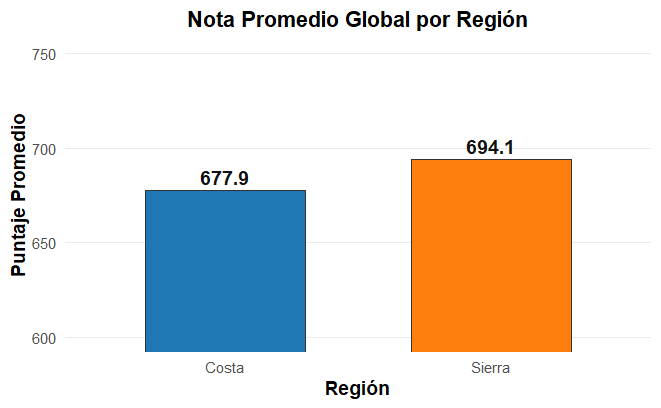 Nota Promedio Global por Región
Puntaje Promedio
750
700
650
600
677.9
694.1
Costa
Sierra
Región